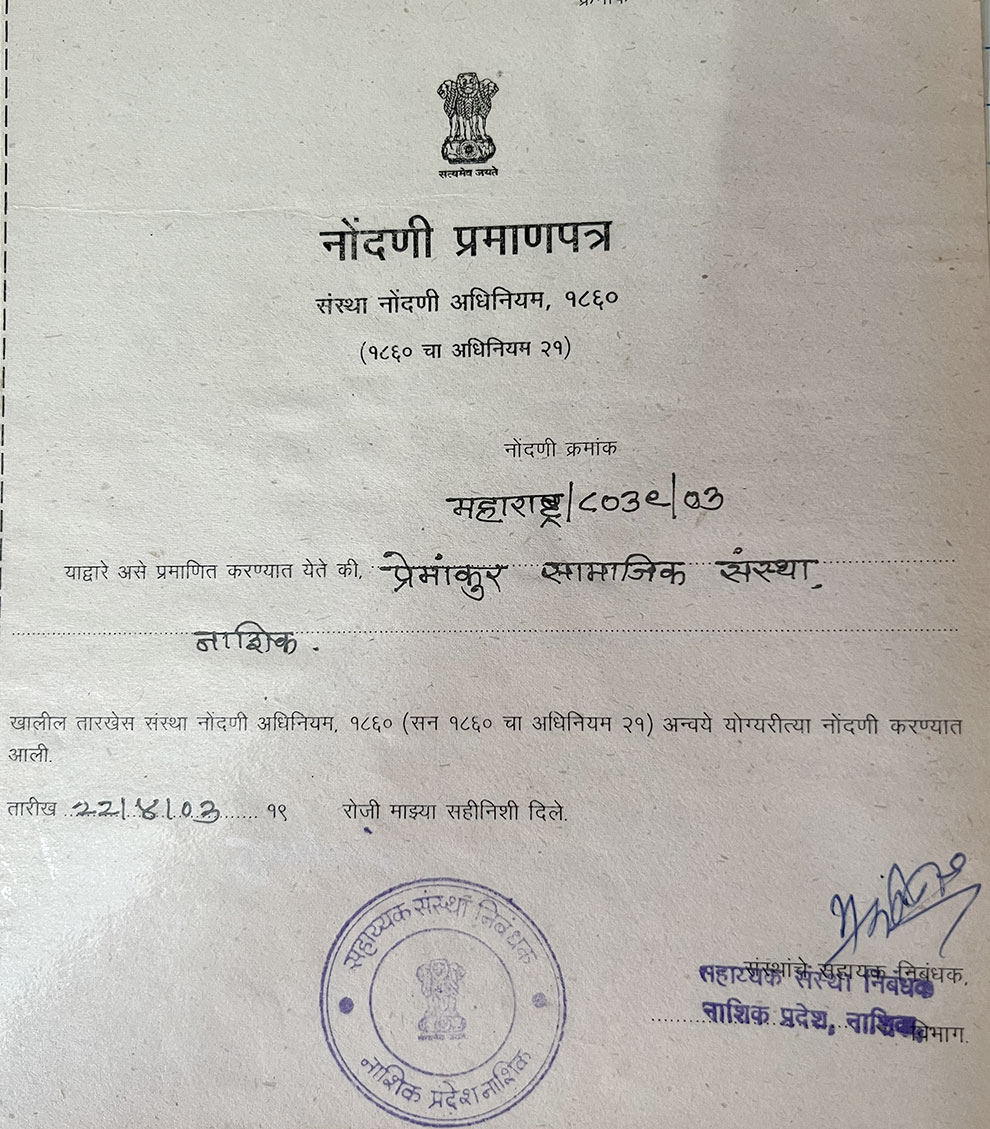 क्रमांक
सत्यमेव जयते
नोंदणी प्रमाणपत्र
संस्था नोंदणी अधिनियम, १८६०
(१८६० चा अधिनियम २१)
नोंदणी क्रमांक
महाराष्ट्र/८०३९/०३
याद्वारे असे प्रमाणित करण्यात येते की, प्रेमांकुर सामाजिक संस्था,
नाशिक.
खालील तारखेस संस्था नोंदणी अधिनियम, १८६० (सन १८६० चा अधिनियम २१) अन्वये योग्यरीत्या नोंदणी करण्यात
आली.
तारीख २२/४/०३ १९ रोजी माझ्या सहीनिशी दिले.
सहाय्यक संस्था निबंधक
नाशिक प्रदेश नाशिक
संस्थांचे सहायक निबंधक,
सहाय्यक संस्था निबंधक
नाशिक प्रदेश, नाशिक
विभाग.